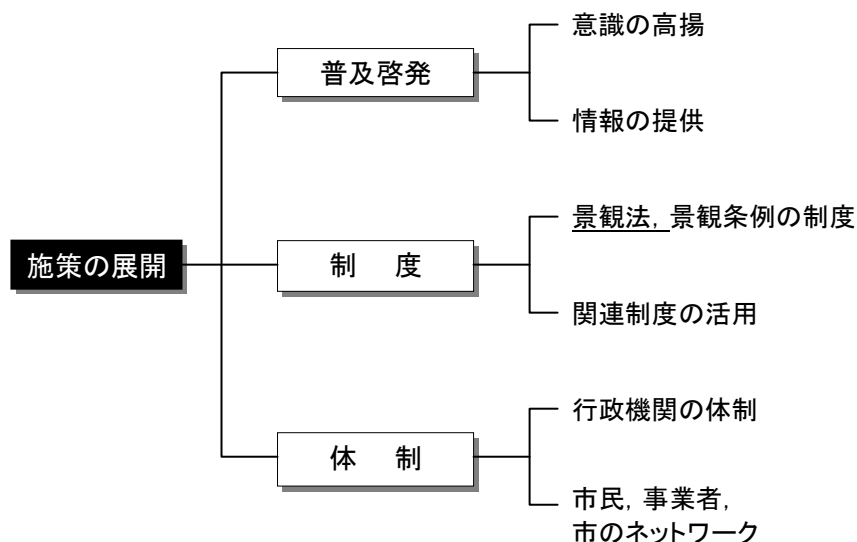 意識の高揚
普及啓発
情報の提供
景観法，景観条例の制度
施策の展開
制　度
関連制度の活用
行政機関の体制
体　制
市民，事業者，
市のネットワーク